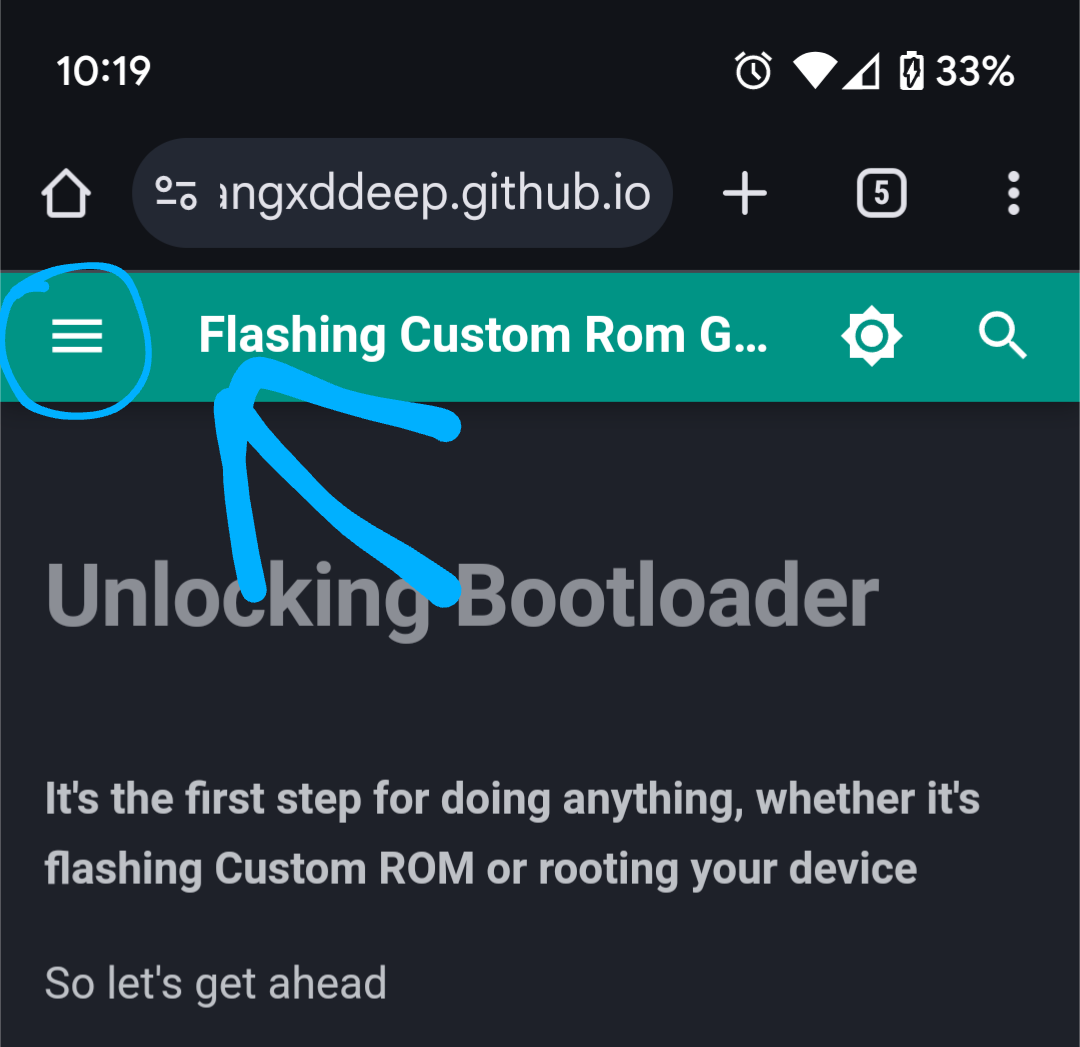 10:19
33%
ngxddeep.github.io
5
Flashing Custom Rom G...
Unlocking Bootloader
It's the first step for doing anything, whether it's
flashing Custom ROM or rooting your device
So let's get ahead